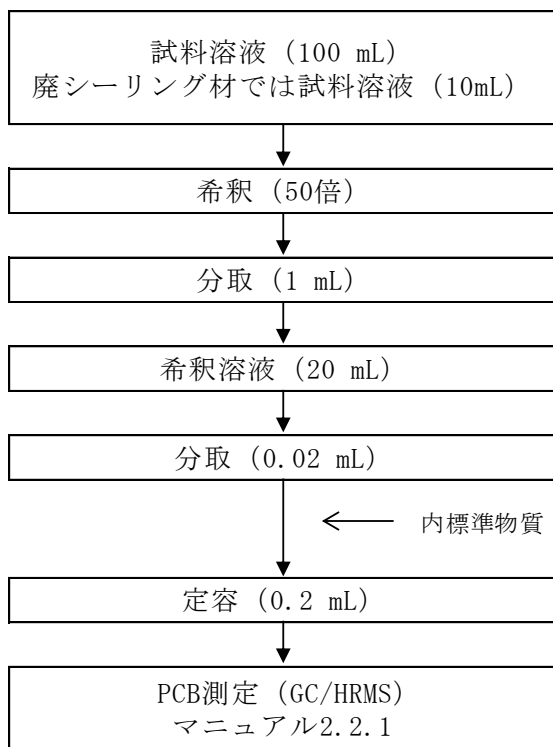 試料溶液（100 mL）
廃シーリング材では試料溶液（10mL）
希釈（50倍）
分取（1 mL）
希釈溶液（20 mL）
分取（0.02 mL）
内標準物質
定容（0.2 mL）
PCB測定（GC/HRMS）
マニュアル2.2.1